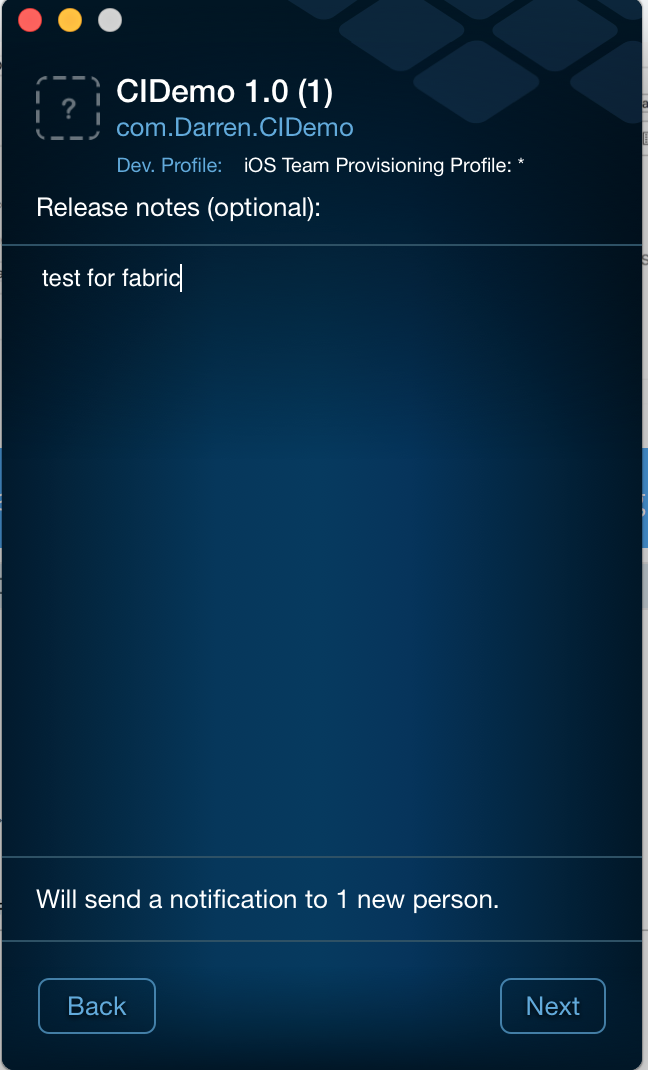 ?
CIDemo 1.0 (1)
com.Darren.CIDemo
Dev. Profile: iOS Team Provisioning Profile: *
Release notes (optional):
test for fabric
Will send a notification to 1 new person.
Back Next